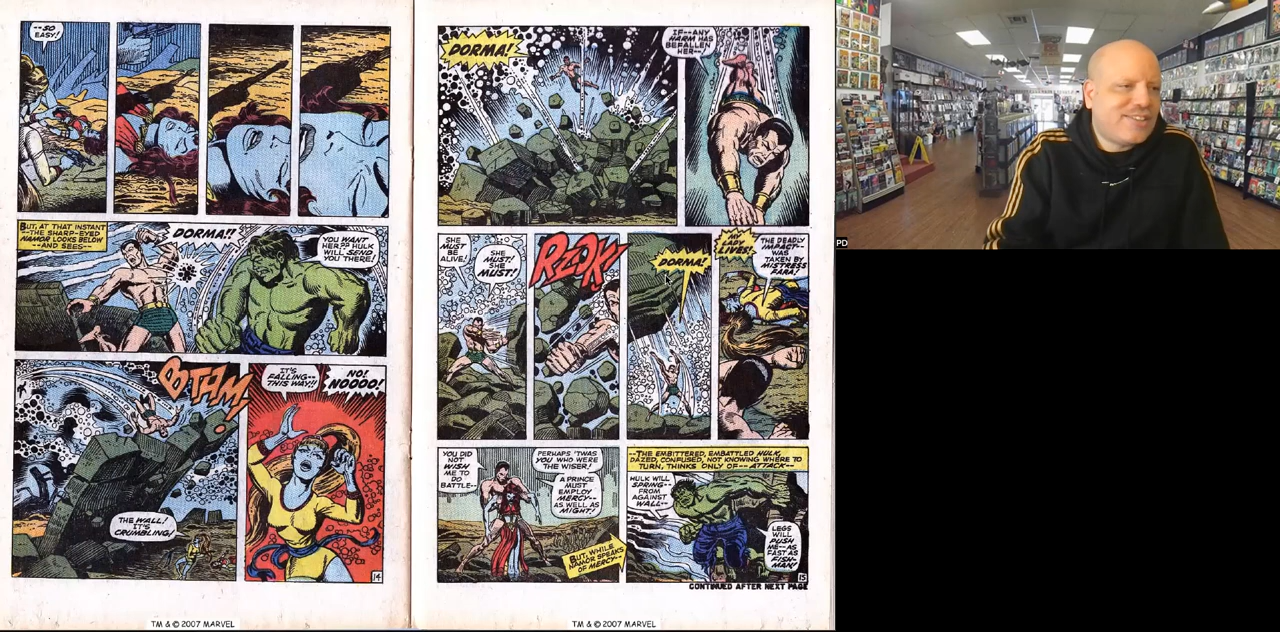 --SO
EASY!
BUT, AT THAT INSTANT
--THE SHARP-EYED
NAMOR LOOKS BELOW
--AND SEES--
DORMA!!
YOU WANT
HER?? HULK
WILL SEND
YOU THERE!
BTHAM
THE WALL!
IT'S
CRUMBLING!
IT'S
FALLING--
THIS WAY!!
NO!
NOOOO!
14
DORMA!
IF--ANY
HARM HAS
BEFALLEN
HER--
SHE
MUST
BE
ALIVE!
SHE
MUST!
SHE
MUST!
RZOK!
DORMA!
MY
LADY
LIVES!
THE DEADLY
IMPACT--
WAS
TAKEN BY
MISTRESS
FARA!
YOU DID
NOT
WISH
ME TO
DO
BATTLE--
PERHAPS 'TWAS
YOU WHO WERE
THE WISER!
A PRINCE
MUST
EMPLOY
MERCY--
AS WELL AS
MIGHT!
BUT, WHILE
NAMOR SPEAKS
OF MERCY--
--THE EMBITTERED, EMBATTLED HULK,
DAZED, CONFUSED, NOT KNOWING WHERE TO
TURN, THINKS ONLY OF-- ATTACK--
HULK WILL
SPRING--
FROM
AGAINST
WALL--
LEGS
WILL
PUSH
ME--AS
FAST AS
FISH-
MAN!
15
CONTINUED AFTER NEXT PAGE
TM & © 2007 MARVEL
TM & © 2007 MARVEL
PD